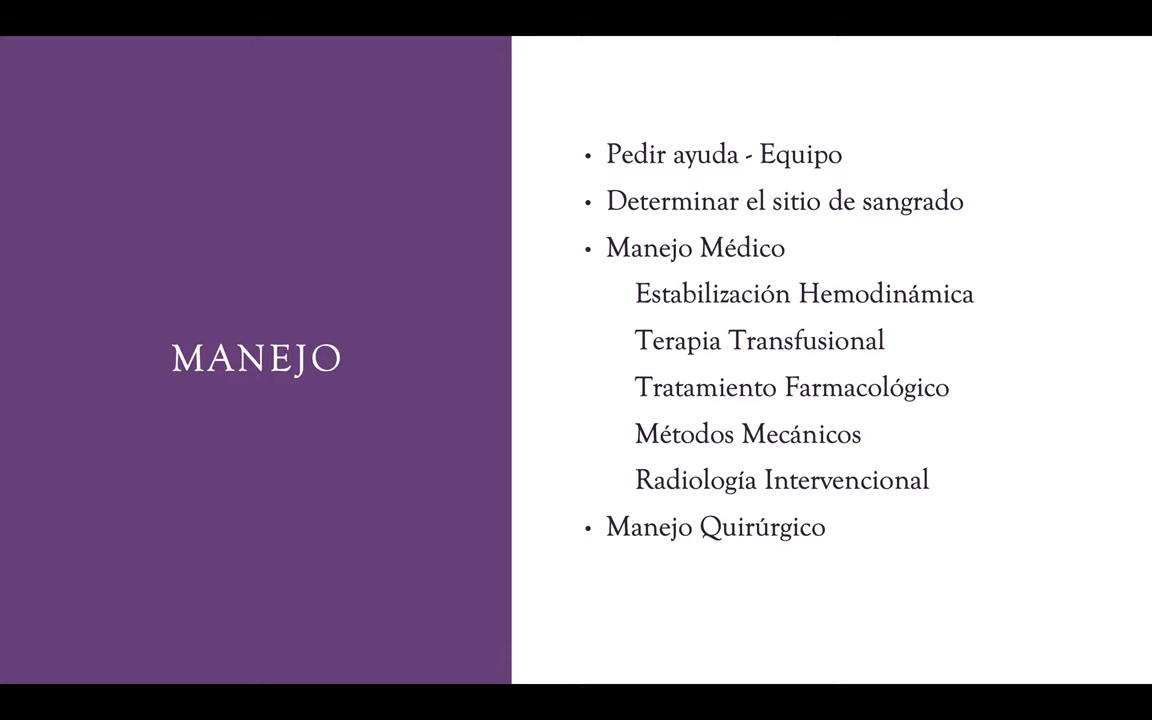 MANEJO
• Pedir ayuda - Equipo
• Determinar el sitio de sangrado
• Manejo Médico
Estabilización Hemodinámica
Terapia Transfusional
Tratamiento Farmacológico
Métodos Mecánicos
Radiología Intervencional
• Manejo Quirúrgico